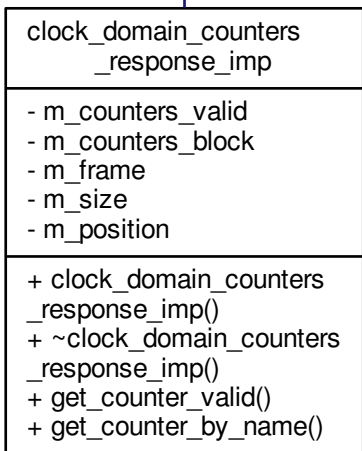 clock_domain_counters
_response_imp
- m_counters_valid
- m_counters_block
- m_frame
- m_size
- m_position
+ clock_domain_counters
_response_imp()
+ ~clock_domain_counters
_response_imp()
+ get_counter_valid()
+ get_counter_by_name()